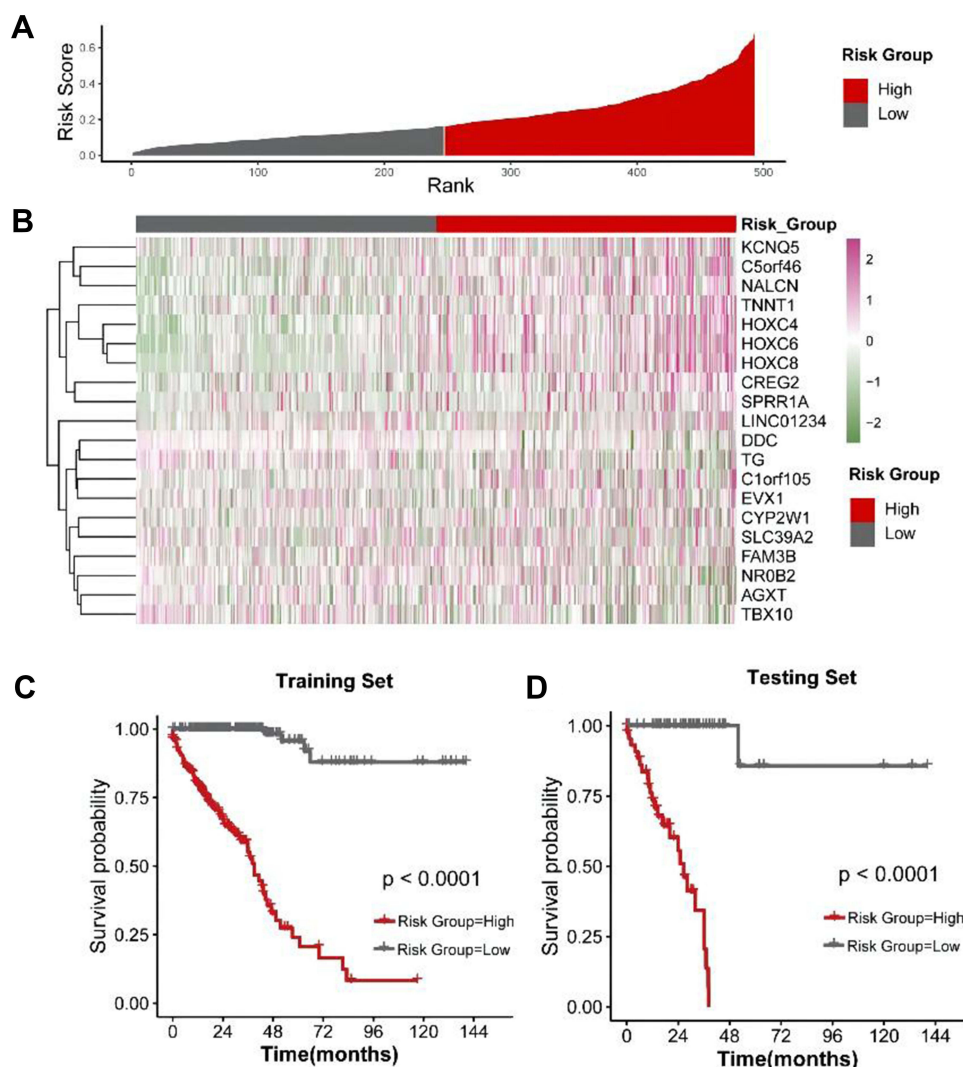 A
Risk Score
0.6
0.4
0.2
0.0
0
100
200
300
400
500
Rank
Risk Group
High
Low
B
Risk_Group
KCNQ5
C5orf46
NALCN
TNNT1
HOXC4
HOXC6
HOXC8
CREG2
SPRR1A
LINC01234
DDC
TG
C1orf105
EVX1
CYP2W1
SLC39A2
FAM3B
NR0B2
AGXT
TBX10
2
1
0
−1
−2
Risk Group
High
Low
C
Training Set
Survival probability
1.00
0.75
0.50
0.25
0.00
p < 0.0001
Risk Group=High
Risk Group=Low
0 24 48 72 96 120 144
Time(months)
D
Testing Set
Survival probability
1.00
0.75
0.50
0.25
0.00
p < 0.0001
Risk Group=High
Risk Group=Low
0 24 48 72 96 120 144
Time(months)